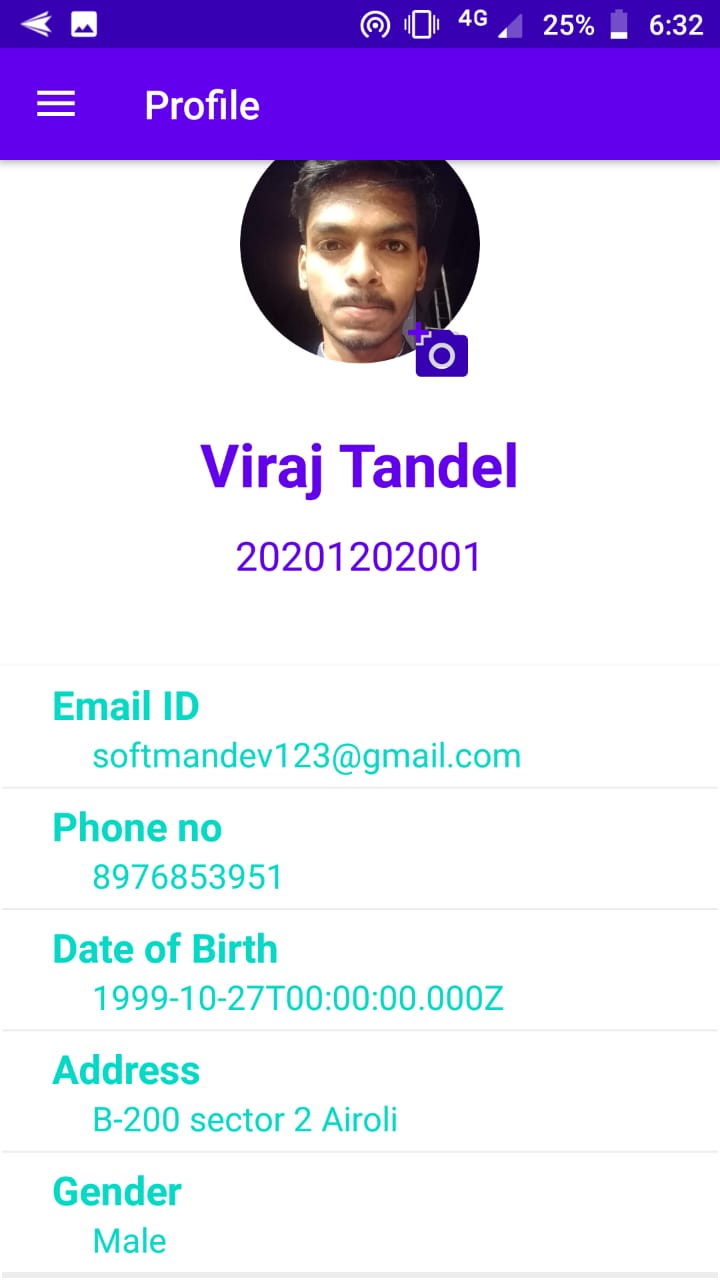 4G 25% 6:32
Profile
Viraj Tandel
20201202001
Email ID
softmandev123@gmail.com
Phone no
8976853951
Date of Birth
1999-10-27T00:00:00.000Z
Address
B-200 sector 2 Airoli
Gender
Male